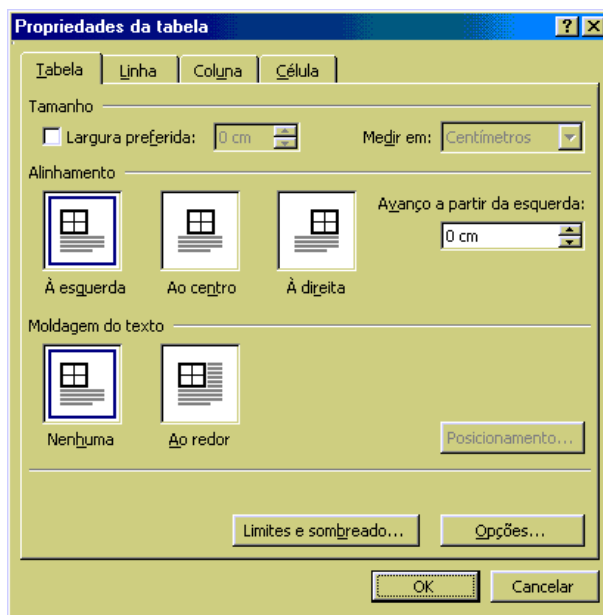 Propriedades da tabela
Tabela Linha Coluna Célula
Tamanho
Largura preferida: 0 cm Medir em: Centímetros
Alinhamento
Avanço a partir da esquerda:
0 cm
À esquerda Ao centro À direita
Moldagem do texto
Nenhuma Ao redor
Posicionamento...
Limites e sombreado... Opções...
OK Cancelar